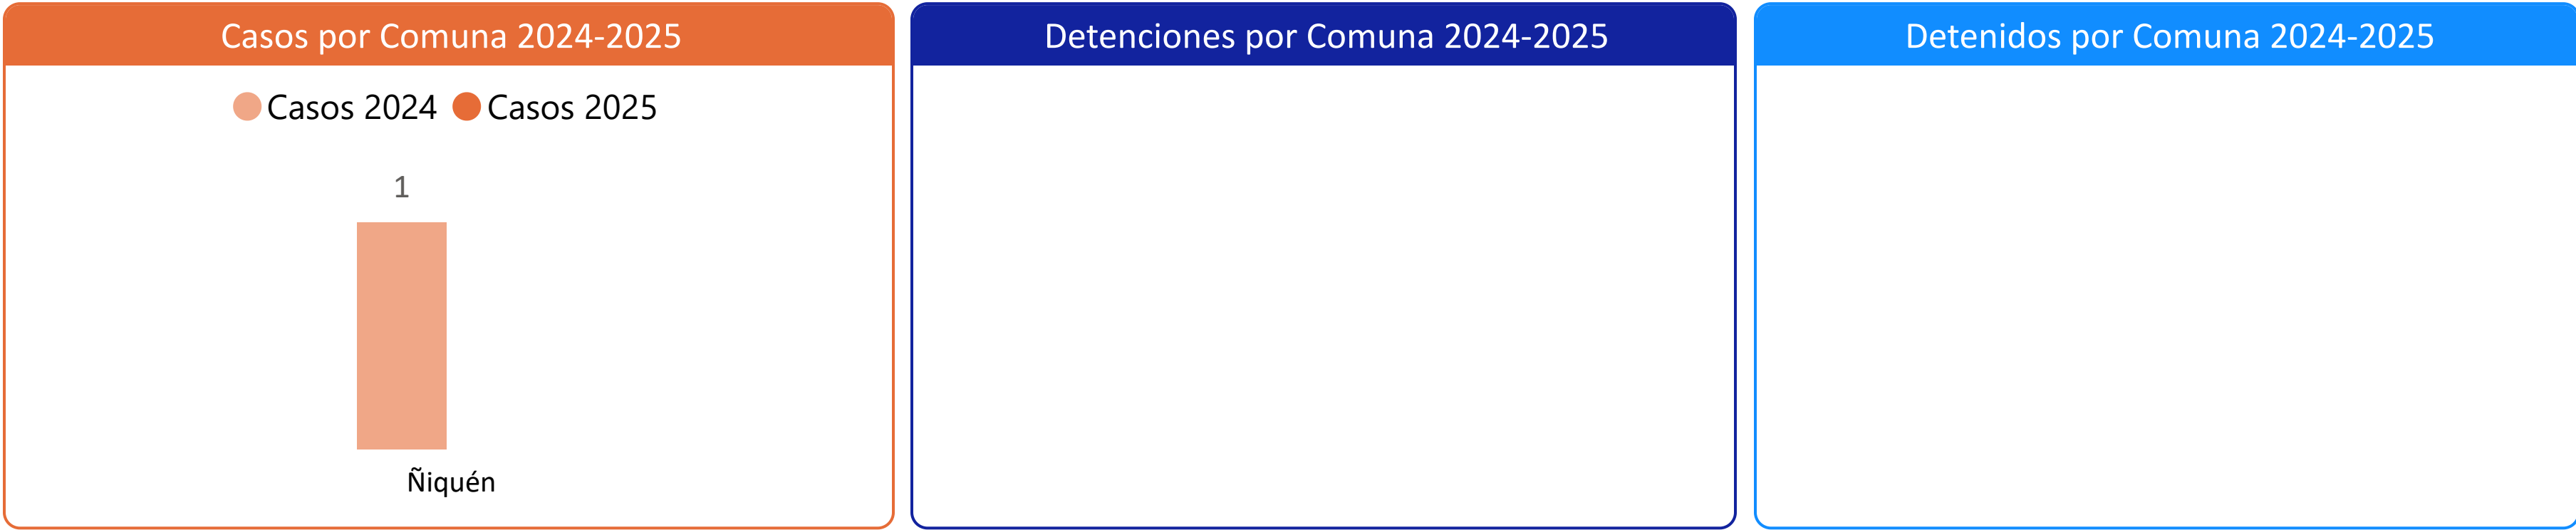 Casos por Comuna 2024-2025
Casos 2024 Casos 2025
1
Ñiquén
Detenciones por Comuna 2024-2025
Detenidos por Comuna 2024-2025